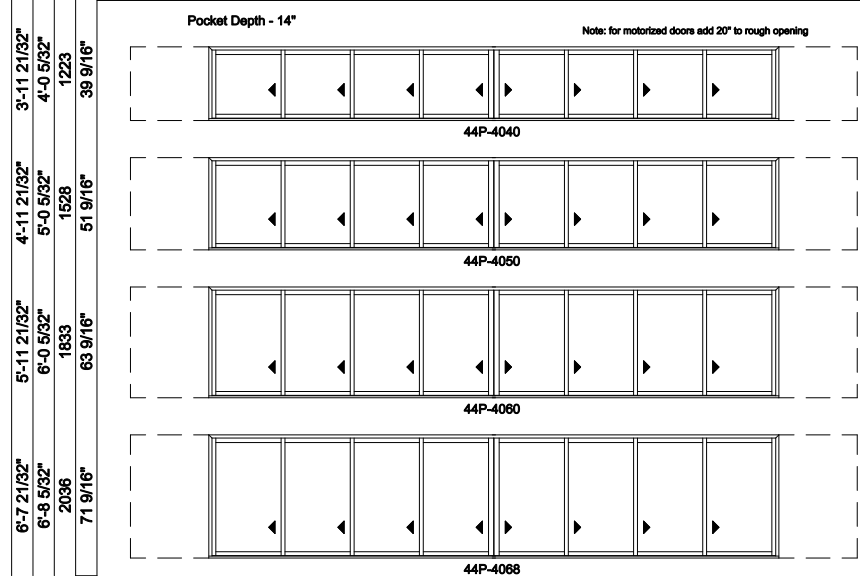 Pocket Depth - 14"
Note: for motorized doors add 20" to rough opening
3'-11 21/32"
4'-0 5/32"
1223
39 9/16"
44P-4040
4'-11 21/32"
5'-0 5/32"
1528
51 9/16"
44P-4050
5'-11 21/32"
6'-0 5/32"
1833
63 9/16"
44P-4060
6'-7 21/32"
6'-8 5/32"
2036
71 9/16"
44P-4068